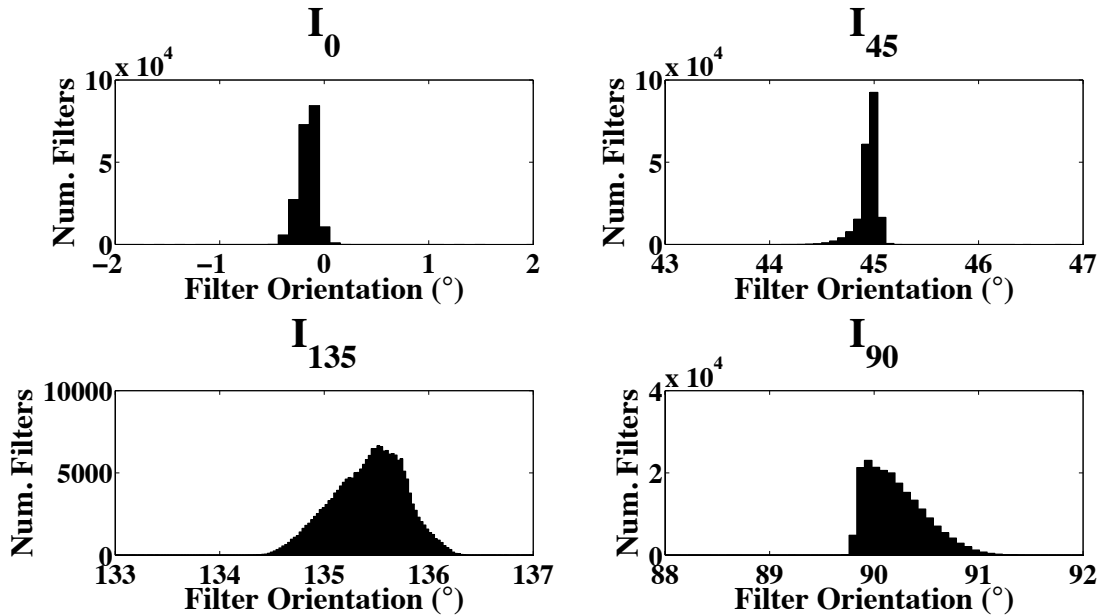 I0
x 10^4
10
5
0
Num. Filters
−2 −1 0 1 2
Filter Orientation (°)
I45
x 10^4
10
5
0
Num. Filters
43 44 45 46 47
Filter Orientation (°)
I135
10000
5000
0
Num. Filters
133 134 135 136 137
Filter Orientation (°)
I90
x 10^4
4
2
0
Num. Filters
88 89 90 91 92
Filter Orientation (°)